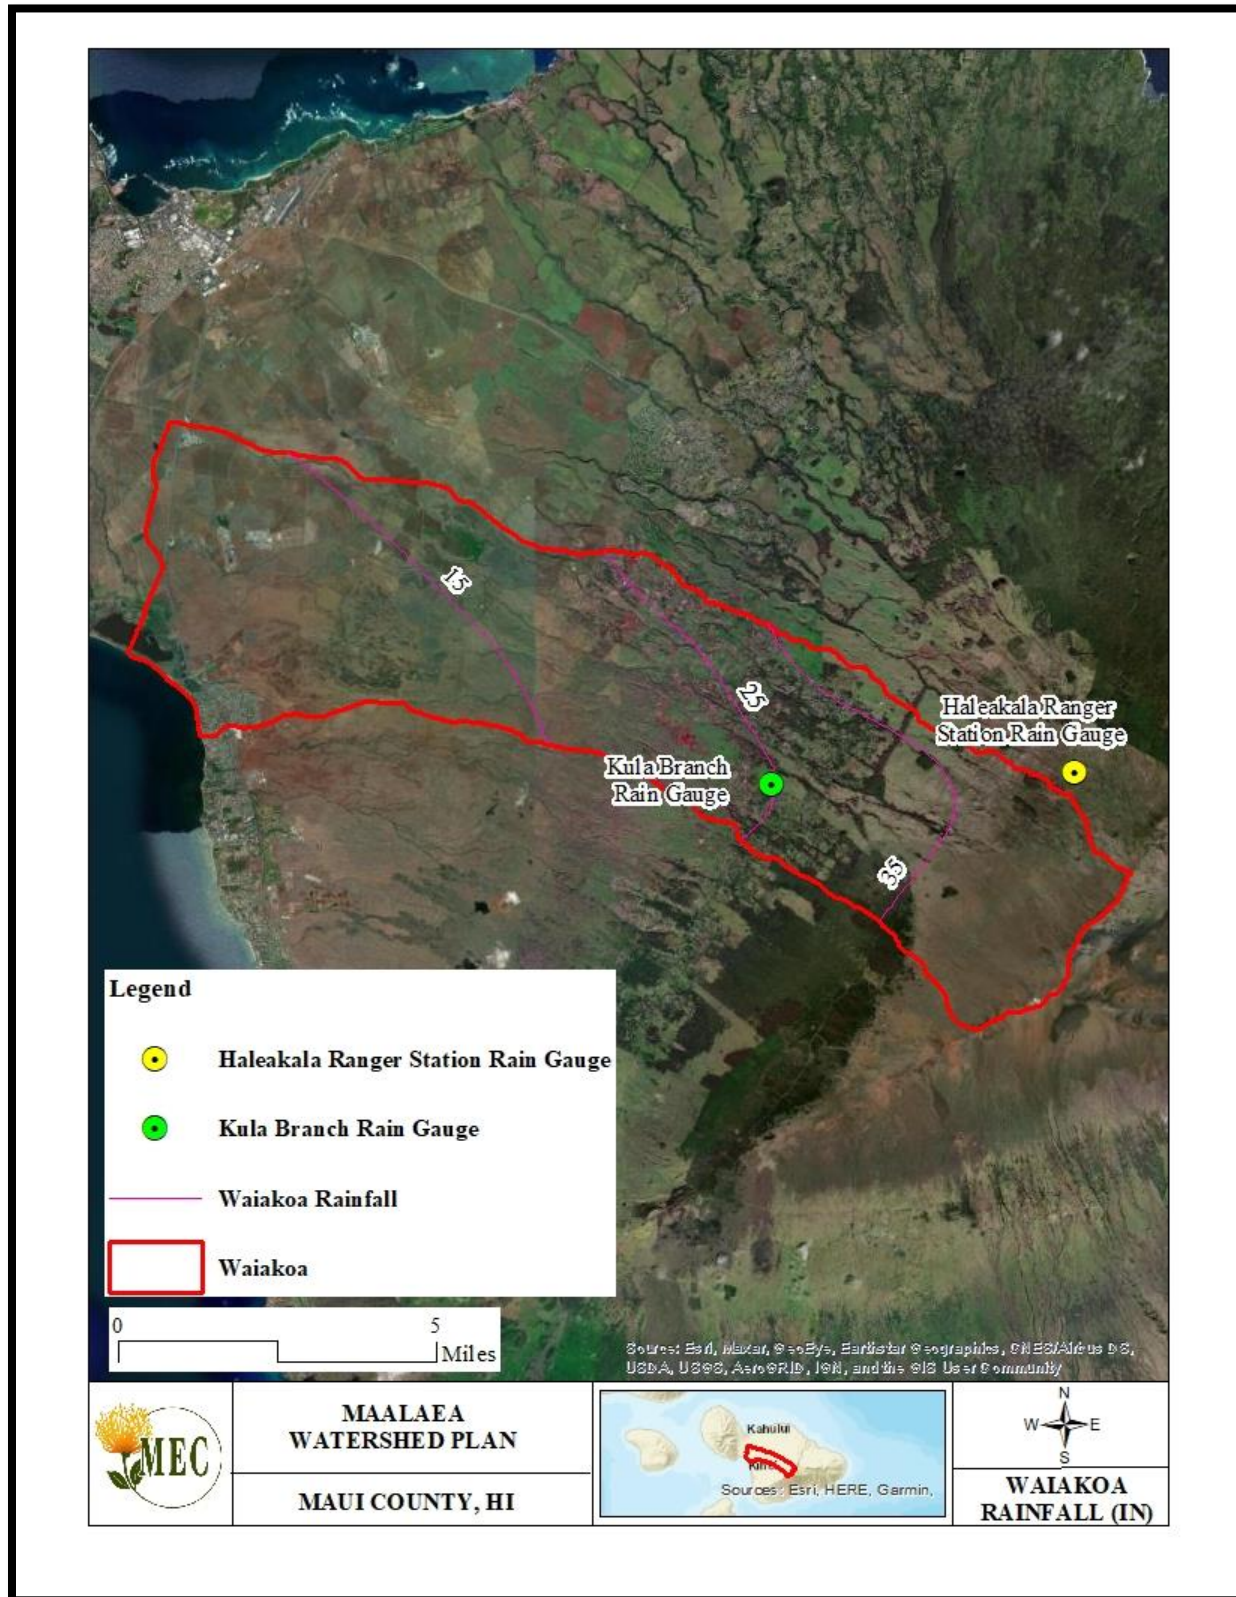 15
25
Haleakala Ranger
Station Rain Gauge
Kula Branch
Rain Gauge
35
Legend
Haleakala Ranger Station Rain Gauge
Kula Branch Rain Gauge
Waiakoa Rainfall
Waiakoa
0
5
Miles
Source: Esri, Maxar, GeoEye, Earthstar Geographics, CNES/Airbus DS,
USDA, USGS, AeroGRID, IGN, and the GIS User Community
MEC
MAALAEA
WATERSHED PLAN
MAUI COUNTY, HI
Kahului
Sources: Esri, HERE, Garmin,
N
W
E
S
WAIAKOA
RAINFALL (IN)